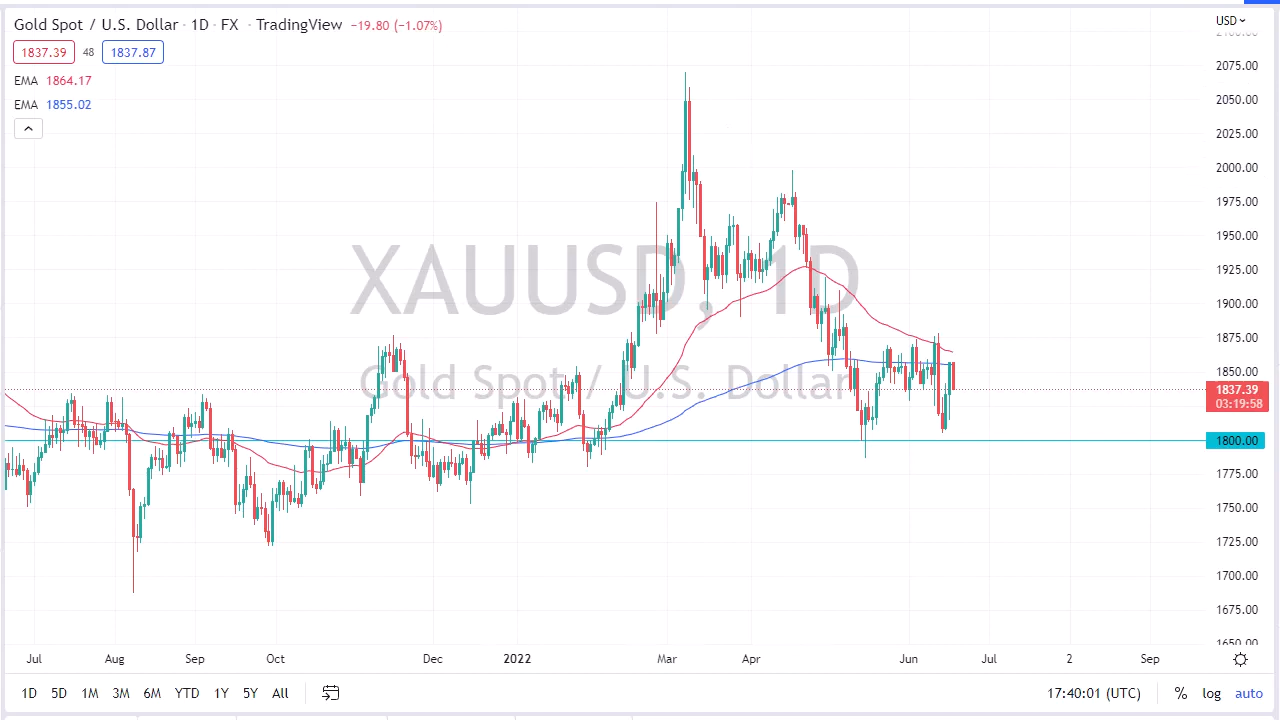 Gold Spot / U.S. Dollar · 1D · FX · TradingView −19.80 (−1.07%)
USD
1837.39 48 1837.87
EMA 1864.17
EMA 1855.02
XAUUSD, 1D
Gold Spot / U.S. Dollar
2100.00
2075.00
2050.00
2025.00
2000.00
1975.00
1950.00
1925.00
1900.00
1875.00
1850.00
1837.39
03:19:58
1800.00
1775.00
1750.00
1725.00
1700.00
1675.00
1650.00
Jul Aug Sep Oct Dec 2022 Mar Apr Jun Jul 2 Sep
1D 5D 1M 3M 6M YTD 1Y 5Y All 17:40:01 (UTC) % log auto